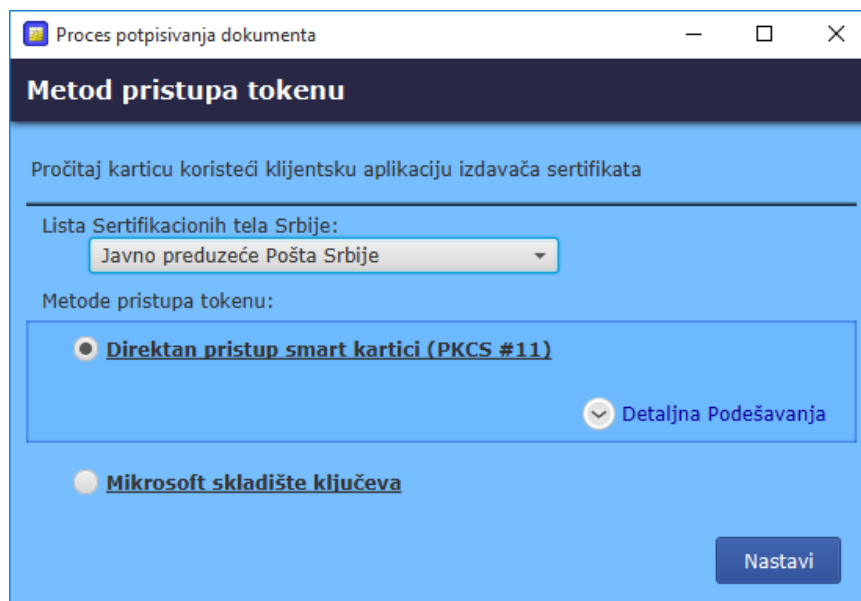 Proces potpisivanja dokumenta
Metod pristupa tokenu
Pročitaj karticu koristeći klijentsku aplikaciju izdavača sertifikata
Lista Sertifikacionih tela Srbije:
Javno preduzeće Pošta Srbije
Metode pristupa tokenu:
Direktan pristup smart kartici (PKCS #11)
Detaljna Podešavanja
Mikrosoft skladište ključeva
Nastavi